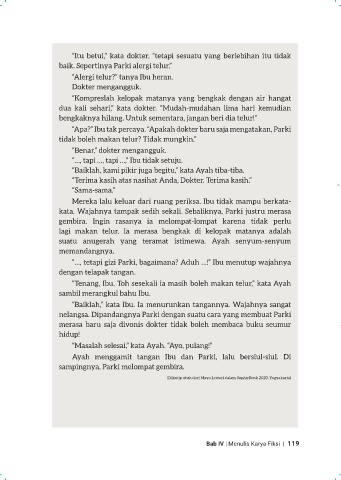 "Itu betul," kata dokter, "tetapi sesuatu yang berlebihan itu tidak
baik. Sepertinya Parki alergi telur."
"Alergi telur?" tanya Ibu heran.
Dokter mengangguk.
"Kompreslah kelopak matanya yang bengkak dengan air hangat
dua kali sehari," kata dokter. "Mudah-mudahan lima hari kemudian
bengkaknya hilang. Untuk sementara, jangan beri dia telur!"
"Apa?" Ibu tak percaya. "Apakah dokter baru saja mengatakan, Parki
tidak boleh makan telur? Tidak mungkin."
"Benar," dokter mengangguk.
"…, tapi …, tapi …," Ibu tidak setuju.
"Baiklah, kami pikir juga begitu," kata Ayah tiba-tiba.
"Terima kasih atas nasihat Anda, Dokter. Terima kasih."
"Sama-sama."
Mereka lalu keluar dari ruang periksa. Ibu tidak mampu berkata-
kata. Wajahnya tampak sedih sekali. Sebaliknya, Parki justru merasa
gembira. Ingin rasanya ia melompat-lompat karena tidak perlu
lagi makan telur. Ia merasa bengkak di kelopak matanya adalah
suatu anugerah yang teramat istimewa. Ayah senyum-senyum
memandangnya.
"…, tetapi gizi Parki, bagaimana? Aduh …!" Ibu menutup wajahnya
dengan telapak tangan.
"Tenang, Ibu. Toh sesekali ia masih boleh makan telur," kata Ayah
sambil merangkul bahu Ibu.
"Baiklah," kata Ibu. Ia menurunkan tangannya. Wajahnya sangat
nelangsa. Dipandangnya Parki dengan suatu cara yang membuat Parki
merasa baru saja divonis dokter tidak boleh membaca buku seumur
hidup!
"Masalah selesai," kata Ayah. "Ayo, pulang!"
Ayah menggamit tangan Ibu dan Parki, lalu bersiul-siul. Di
sampingnya, Parki melompat gembira.
Bab IV | Menulis Karya Fiksi | 119